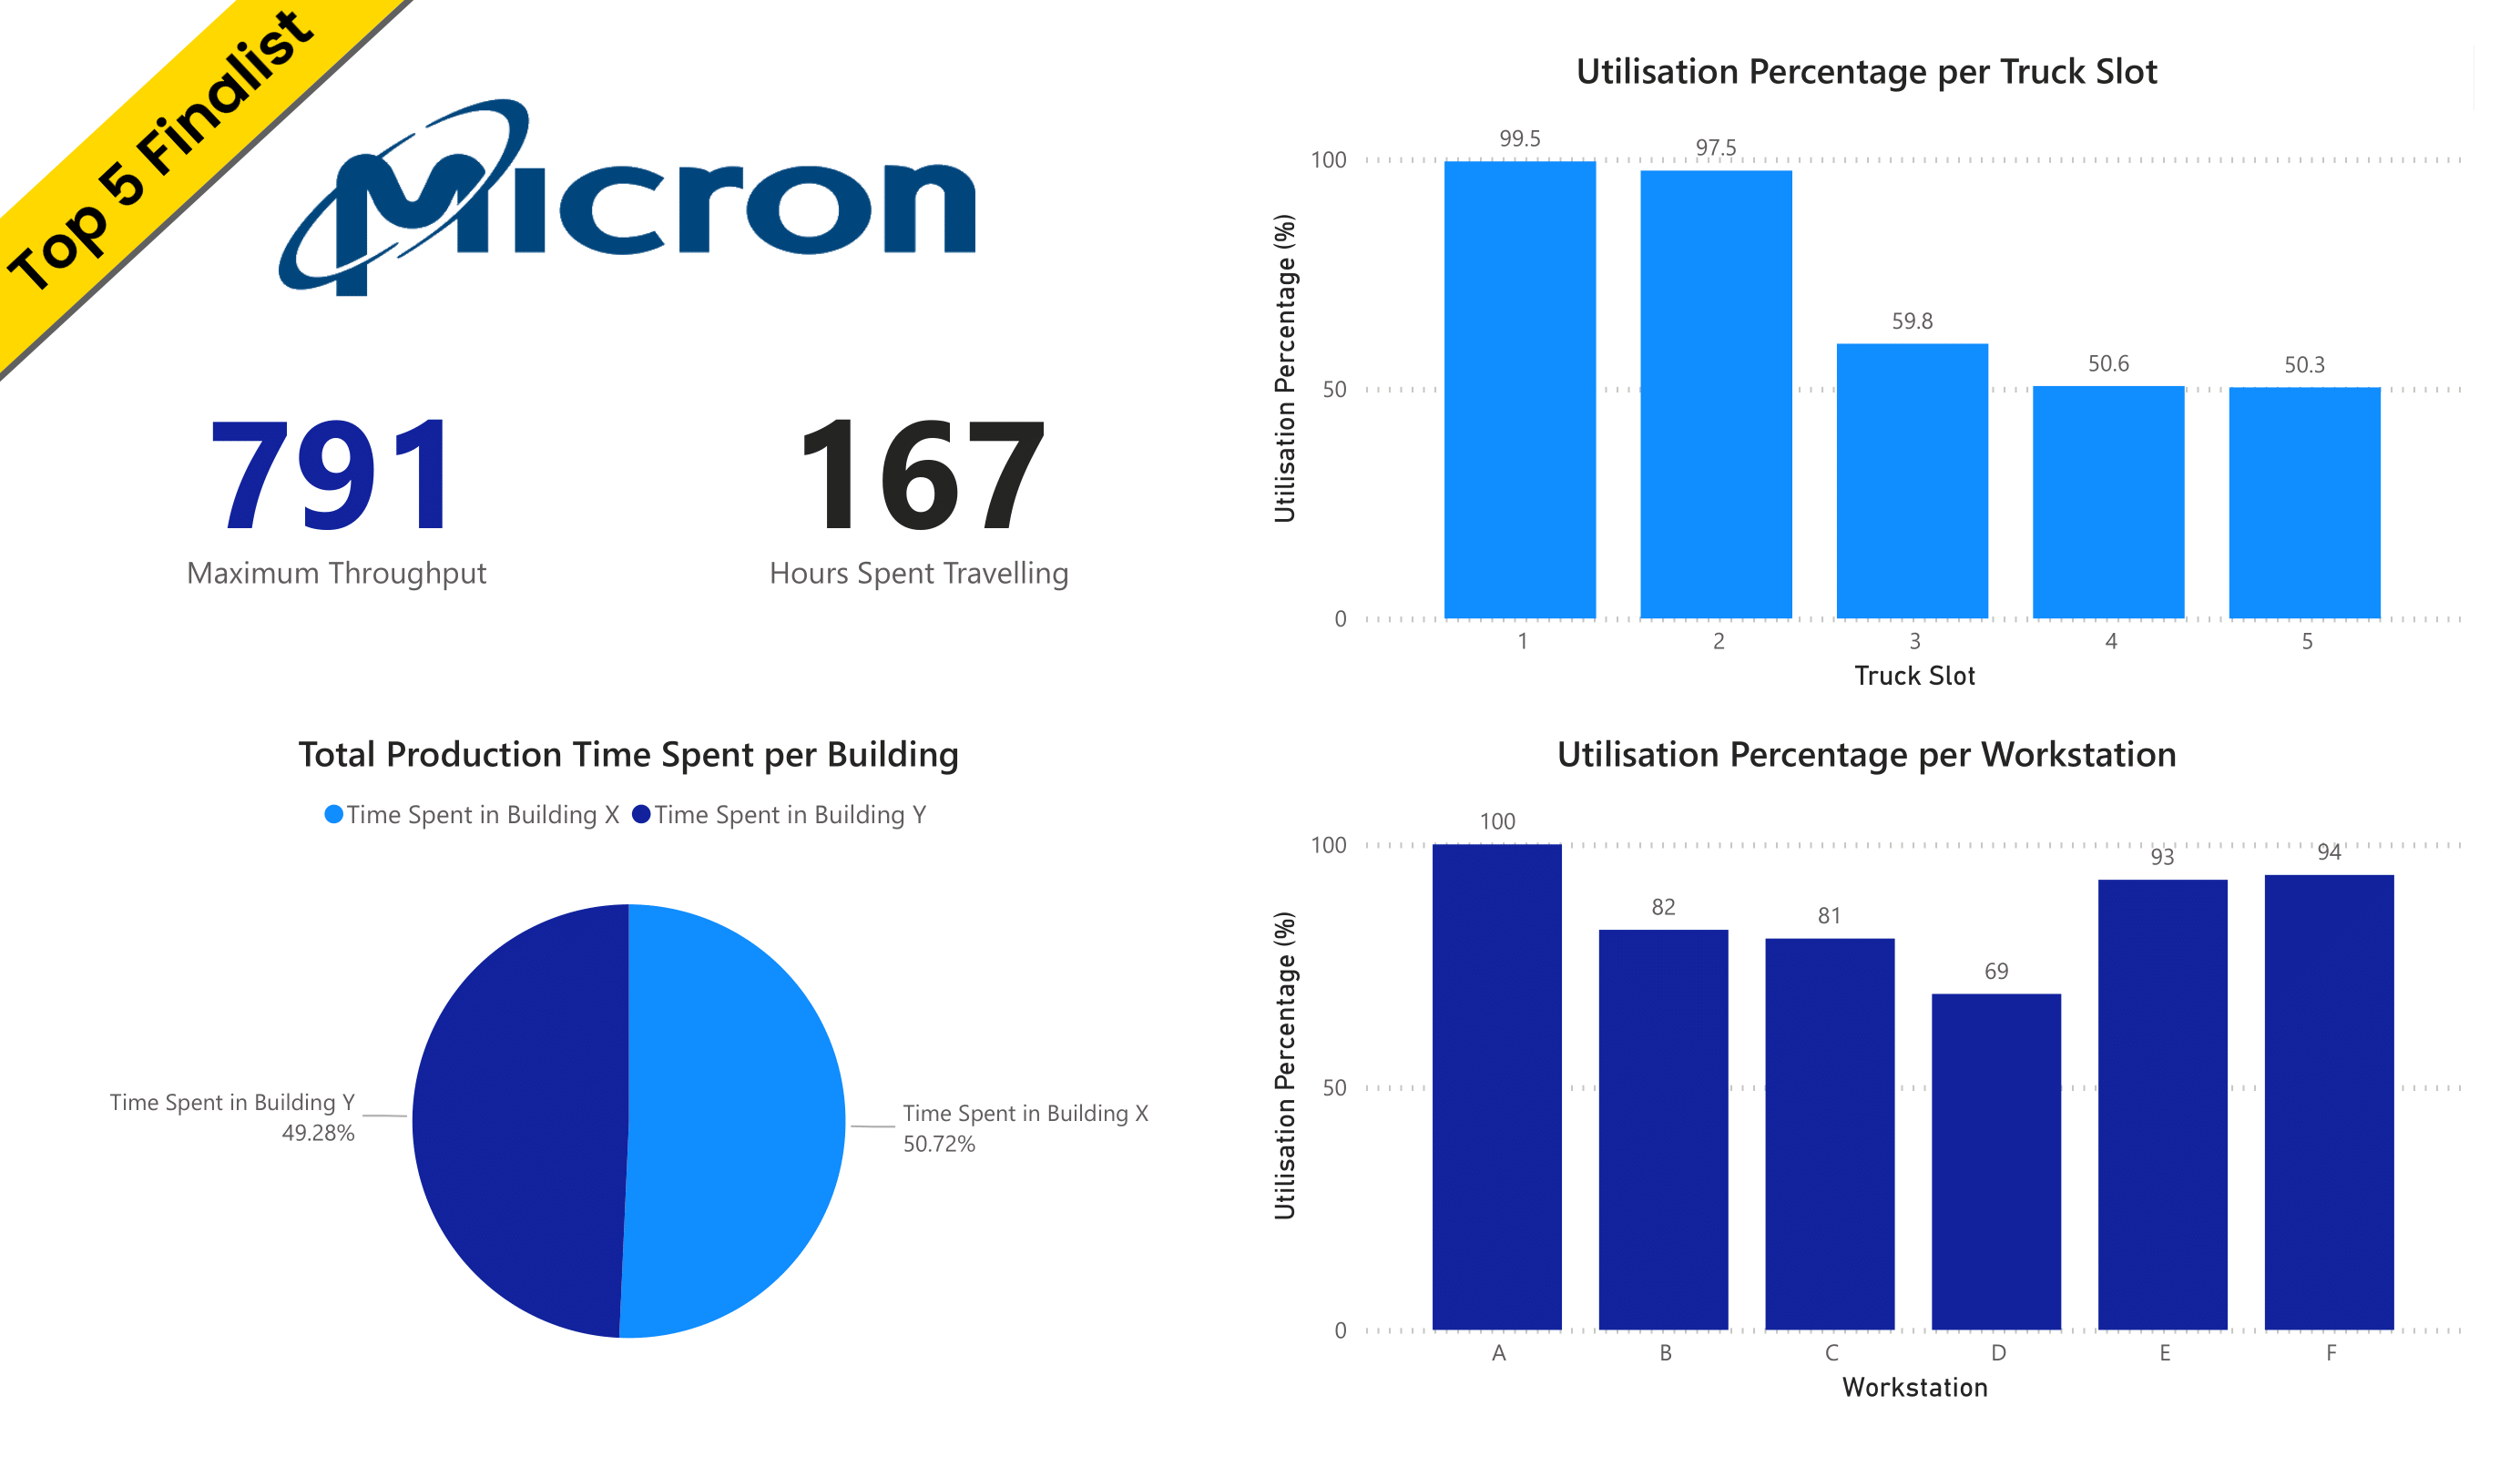 Top 5 Finalist
Micron
791
Maximum Throughput
167
Hours Spent Travelling
Utilisation Percentage per Truck Slot
Utilisation Percentage (%)
100
50
0
99.5
97.5
59.8
50.6
50.3
1
2
3
4
5
Truck Slot
Total Production Time Spent per Building
Time Spent in Building X
Time Spent in Building Y
Time Spent in Building Y
49.28%
Time Spent in Building X
50.72%
Utilisation Percentage per Workstation
Utilisation Percentage (%)
100
50
0
100
82
81
69
93
94
A
B
C
D
E
F
Workstation